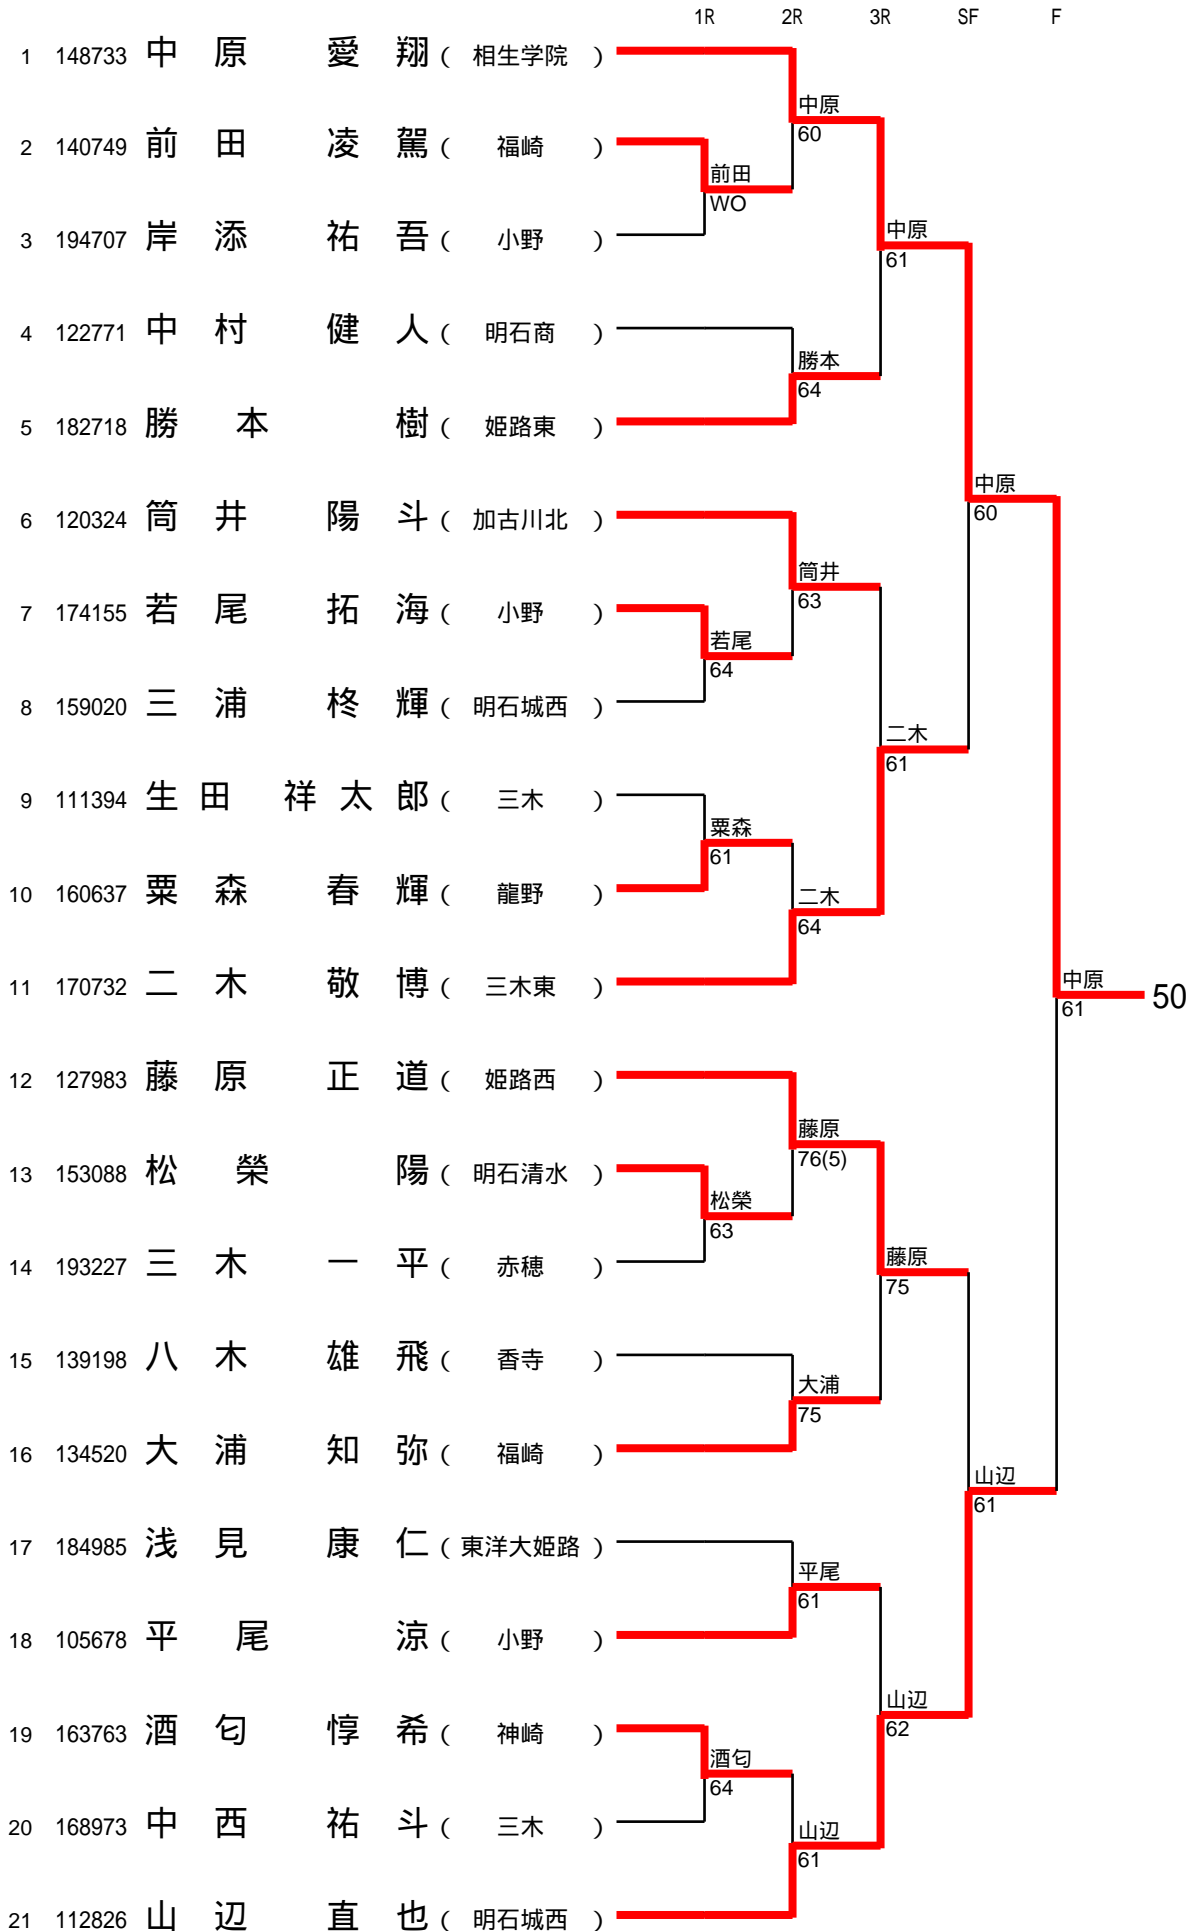 1R 2R 3R SF F
1 148733 中原 愛翔 ( 相生学院 )
中原
2 140749 前田 凌駕 ( 福崎 )
60
前田
WO
3 194707 岸添 祐吾 ( 小野 )
中原
61
4 122771 中村 健人 ( 明石商 )
勝本
64
5 182718 勝本 樹 ( 姫路東 )
中原
60
6 120324 筒井 陽斗 ( 加古川北 )
筒井
63
7 174155 若尾 拓海 ( 小野 )
若尾
64
8 159020 三浦 柊輝 ( 明石城西 )
二木
61
9 111394 生田 祥太郎 ( 三木 )
粟森
61
10 160637 粟森 春輝 ( 龍野 )
二木
64
11 170732 二木 敬博 ( 三木東 )
中原
61
50
12 127983 藤原 正道 ( 姫路西 )
藤原
76(5)
13 153088 松榮 陽 ( 明石清水 )
松榮
63
14 193227 三木 一平 ( 赤穂 )
藤原
75
15 139198 八木 雄飛 ( 香寺 )
大浦
75
16 134520 大浦 知弥 ( 福崎 )
山辺
61
17 184985 浅見 康仁 ( 東洋大姫路 )
平尾
61
18 105678 平尾 涼 ( 小野 )
山辺
62
19 163763 酒匂 惇希 ( 神崎 )
酒匂
64
20 168973 中西 祐斗 ( 三木 )
山辺
61
21 112826 山辺 直也 ( 明石城西 )